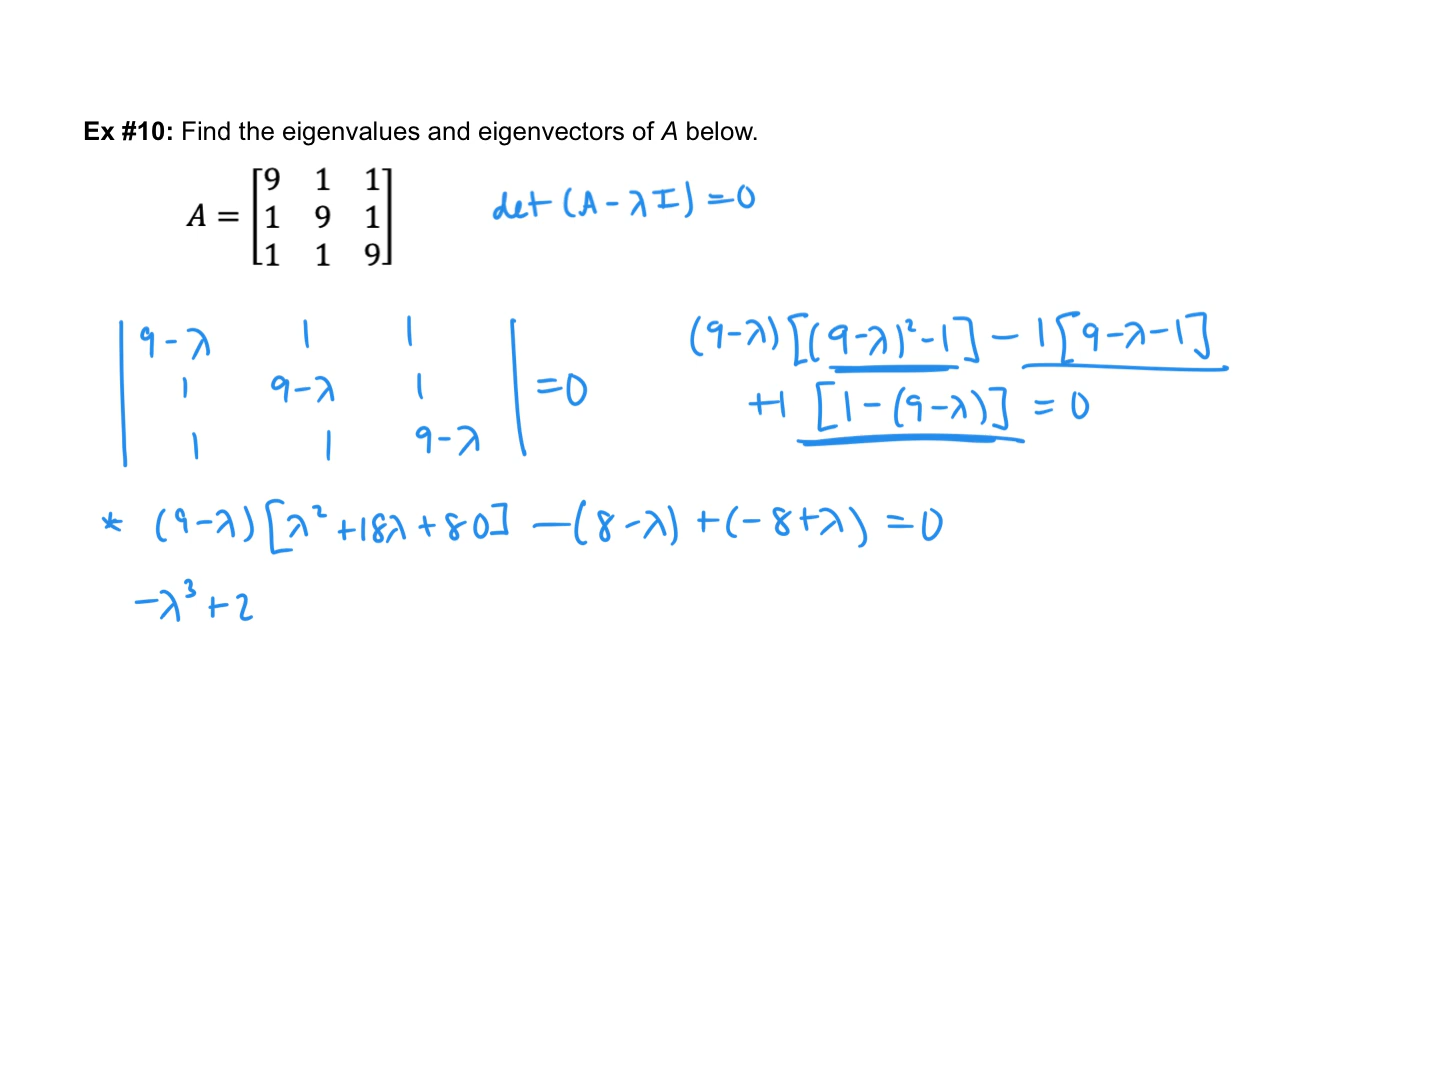 Ex #10: Find the eigenvalues and eigenvectors of A below.
A = [9 1 1
1 9 1
1 1 9]
det (A - λI) = 0
| 9-λ 1 1 |
| 1 9-λ 1 | = 0
| 1 1 9-λ |
(9-λ)[(9-λ)²-1] - 1[9-λ-1]
+1 [1-(9-λ)] = 0
* (9-λ)[λ²+18λ+80] -(8-λ) +(-8+λ) = 0
-λ³+2